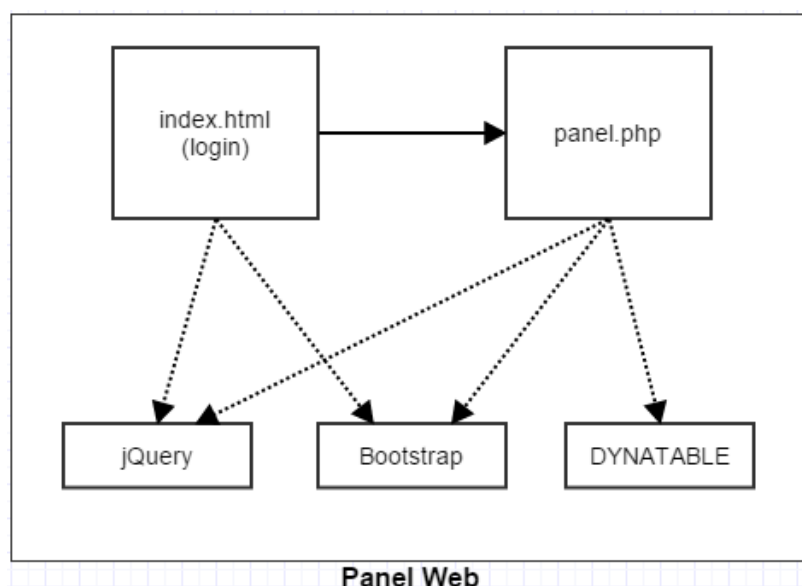 index.html
(login)
panel.php
jQuery
Bootstrap
DYNATABLE
Panel Web